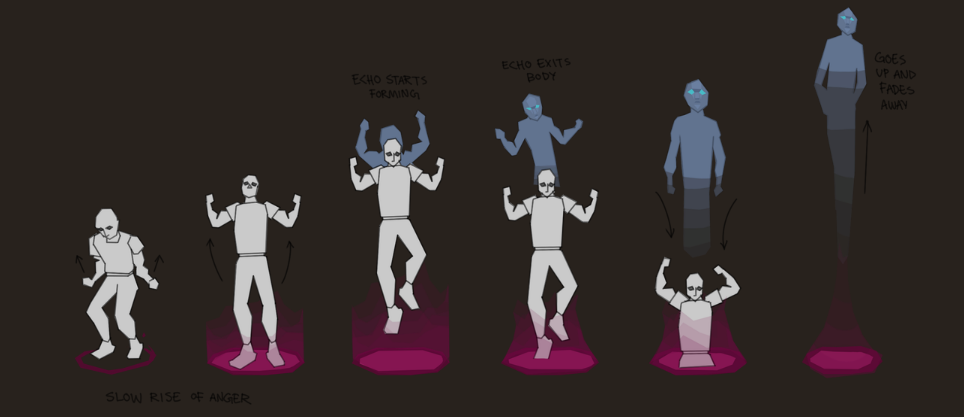 ECHO STARTS
FORMING
ECHO EXITS
BODY
GOES
UP AND
FADES
AWAY
SLOW RISE OF ANGER